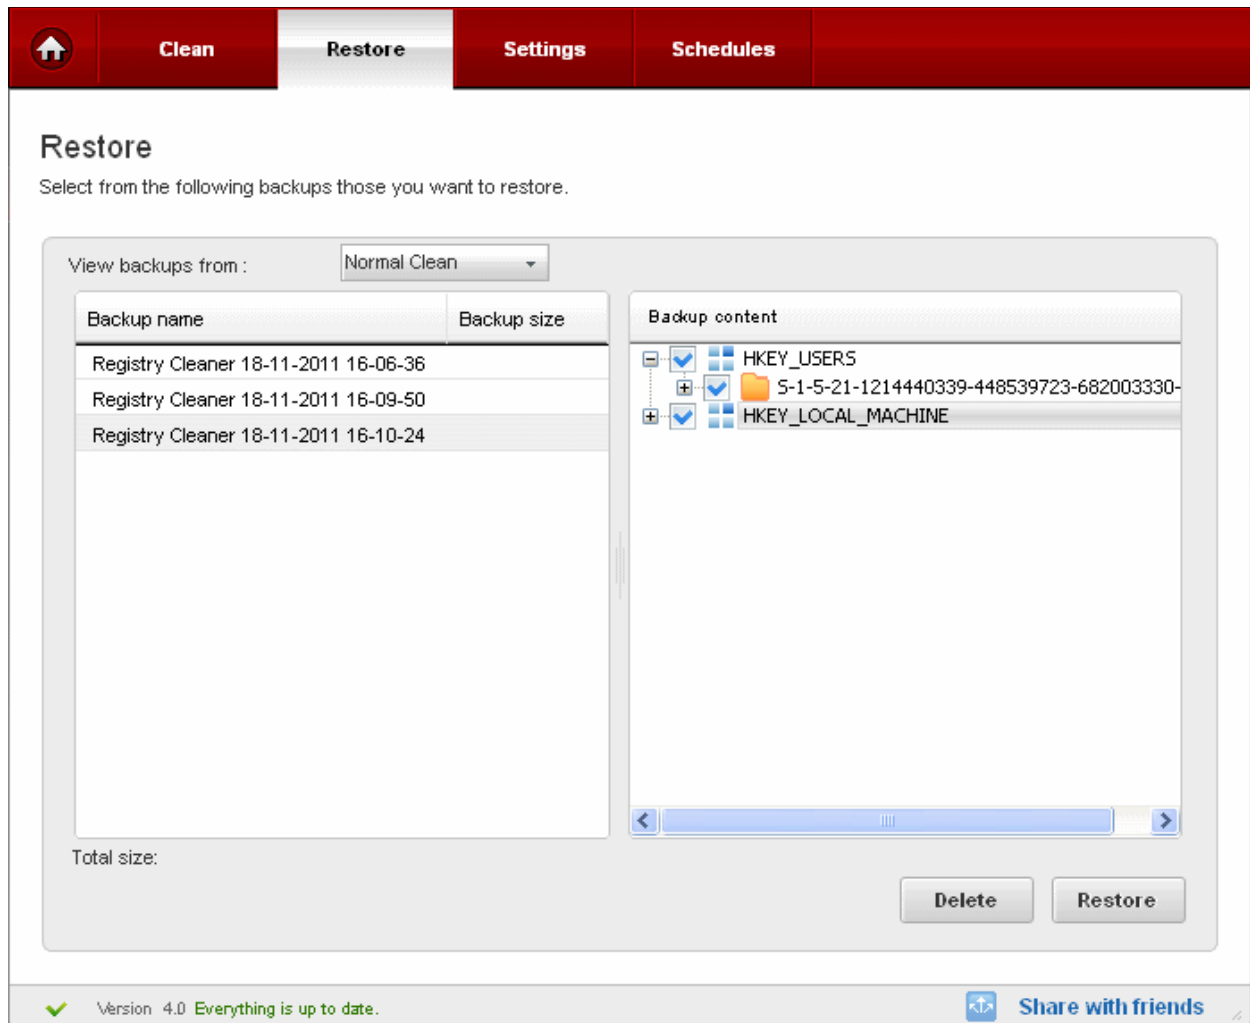 Clean Restore Settings Schedules
Restore
Select from the following backups those you want to restore.
View backups from : Normal Clean
Backup name Backup size
Registry Cleaner 18-11-2011 16-06-36
Registry Cleaner 18-11-2011 16-09-50
Registry Cleaner 18-11-2011 16-10-24
Backup content
HKEY_USERS
S-1-5-21-1214440339-448539723-682003330-
HKEY_LOCAL_MACHINE
Total size:
Delete Restore
Version 4.0 Everything is up to date. Share with friends